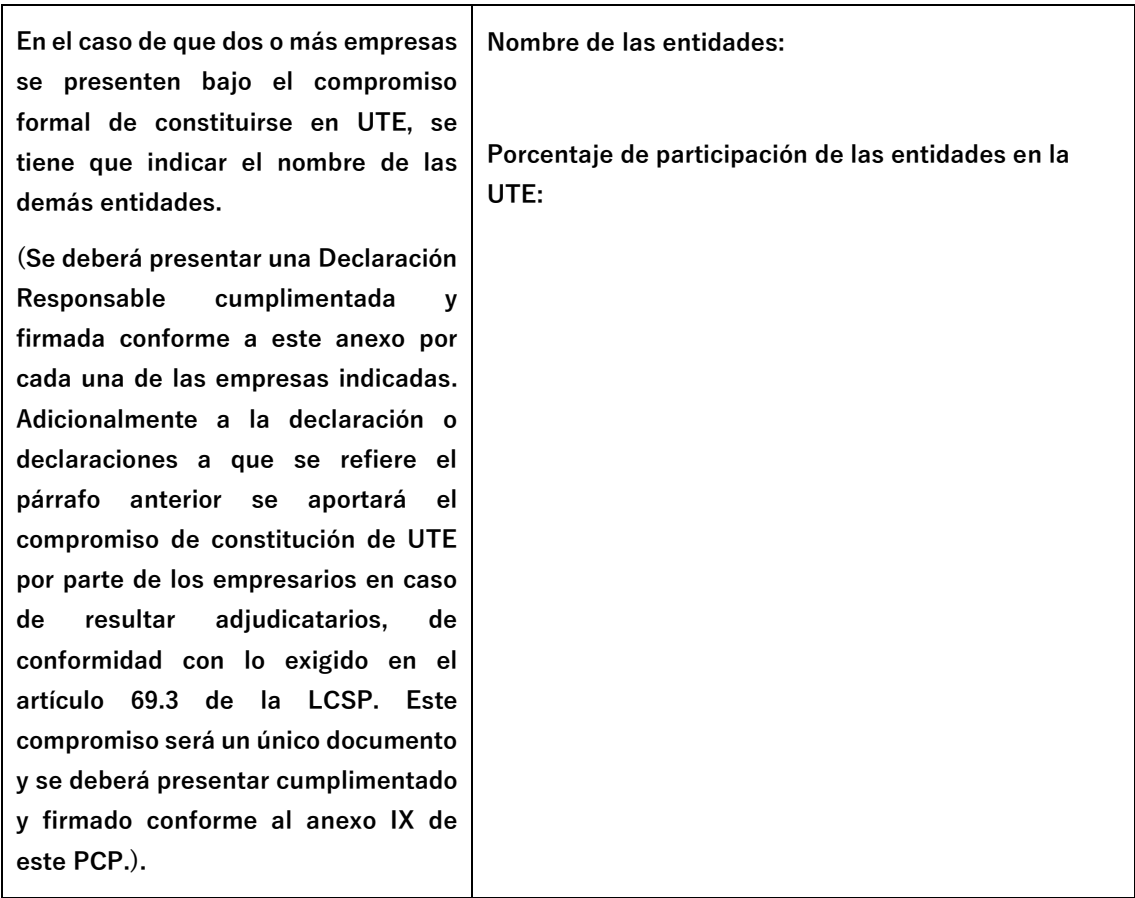 En el caso de que dos o más empresas
se presenten bajo el compromiso
formal de constituirse en UTE, se
tiene que indicar el nombre de las
demás entidades.
(Se deberá presentar una Declaración
Responsable cumplimentada y
firmada conforme a este anexo por
cada una de las empresas indicadas.
Adicionalmente a la declaración o
declaraciones a que se refiere el
párrafo anterior se aportará el
compromiso de constitución de UTE
por parte de los empresarios en caso
de resultar adjudicatarios, de
conformidad con lo exigido en el
artículo 69.3 de la LCSP. Este
compromiso será un único documento
y se deberá presentar cumplimentado
y firmado conforme al anexo IX de
este PCP.).
Nombre de las entidades:
Porcentaje de participación de las entidades en la
UTE: